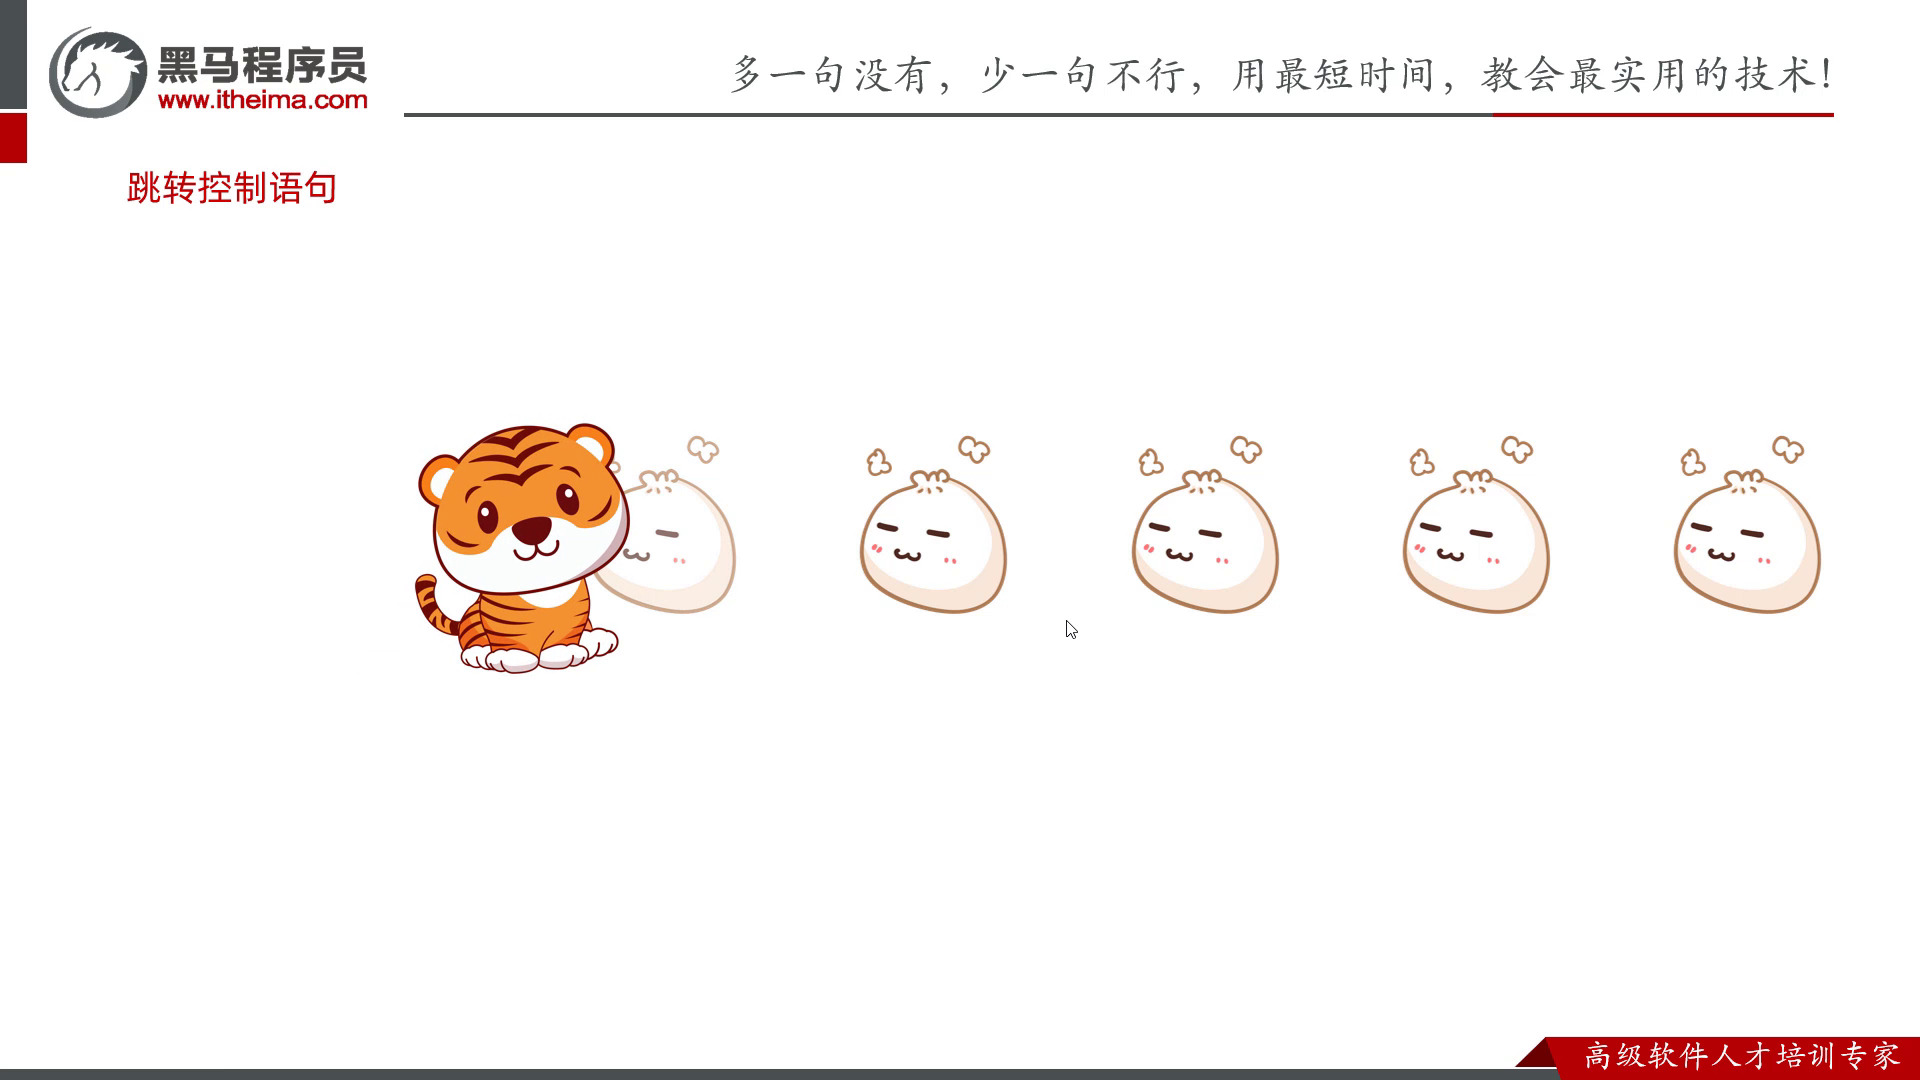 黑马程序员
www.itheima.com
多一句没有，少一句不行，用最短时间，教会最实用的技术！
跳转控制语句
高级软件人才培训专家